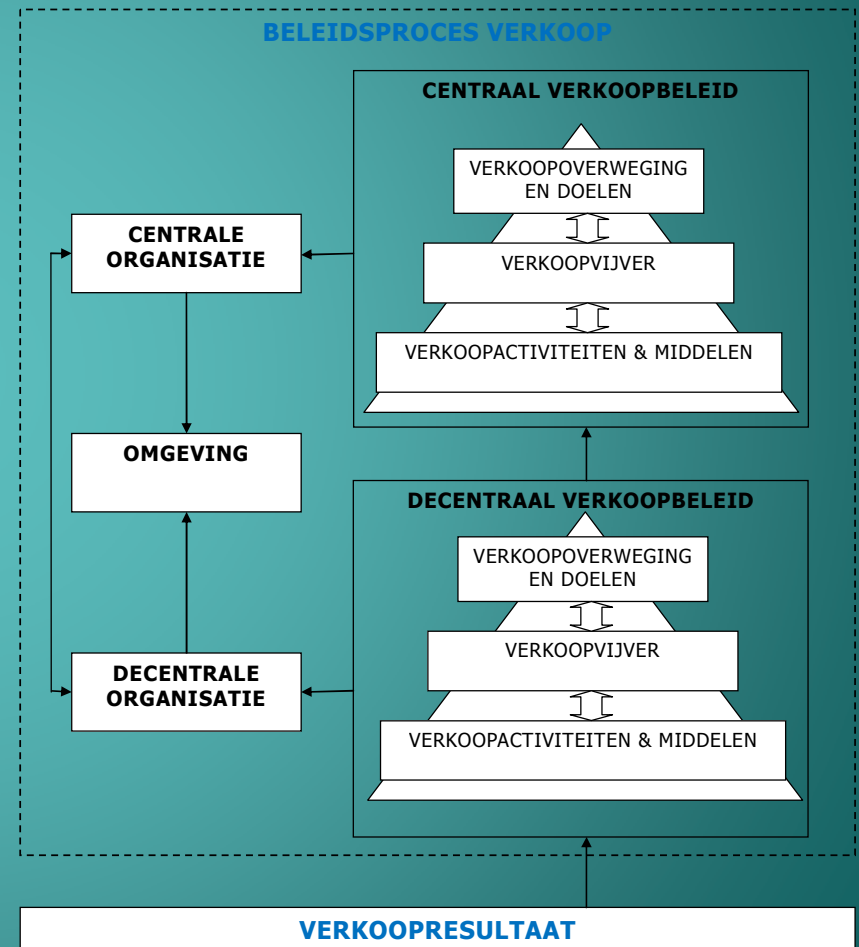 BELEIDSPROCES VERKOOP
CENTRAAL VERKOOPBELEID
VERKOOPOVERWEGING
EN DOELEN
VERKOOPVIJVER
VERKOOPACTIVITEITEN & MIDDELEN
CENTRALE
ORGANISATIE
OMGEVING
DECENTRALE
ORGANISATIE
DECENTRAAL VERKOOPBELEID
VERKOOPOVERWEGING
EN DOELEN
VERKOOPVIJVER
VERKOOPACTIVITEITEN & MIDDELEN
VERKOOPRESULTAAT